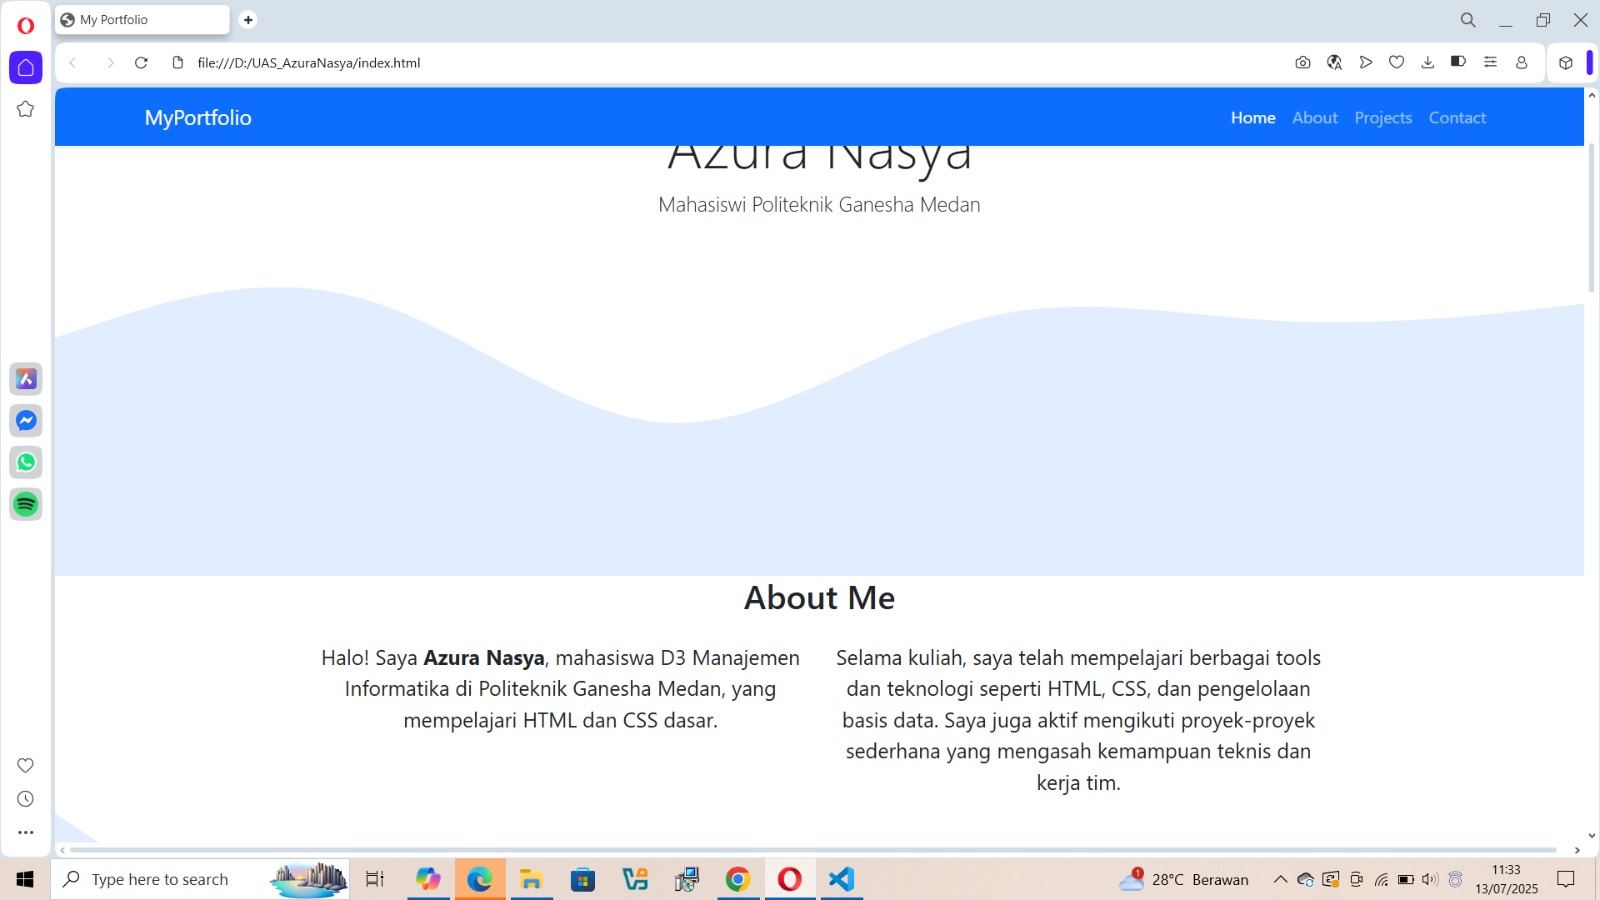 My Portfolio
file:///D:/UAS_AzuraNasya/index.html
MyPortfolio
Home About Projects Contact
Azura Nasya
Mahasiswi Politeknik Ganesha Medan
About Me
Halo! Saya Azura Nasya, mahasiswa D3 Manajemen
Informatika di Politeknik Ganesha Medan, yang
mempelajari HTML dan CSS dasar.
Selama kuliah, saya telah mempelajari berbagai tools
dan teknologi seperti HTML, CSS, dan pengelolaan
basis data. Saya juga aktif mengikuti proyek-proyek
sederhana yang mengasah kemampuan teknis dan
kerja tim.
Type here to search
1
28°C Berawan
11:33
13/07/2025